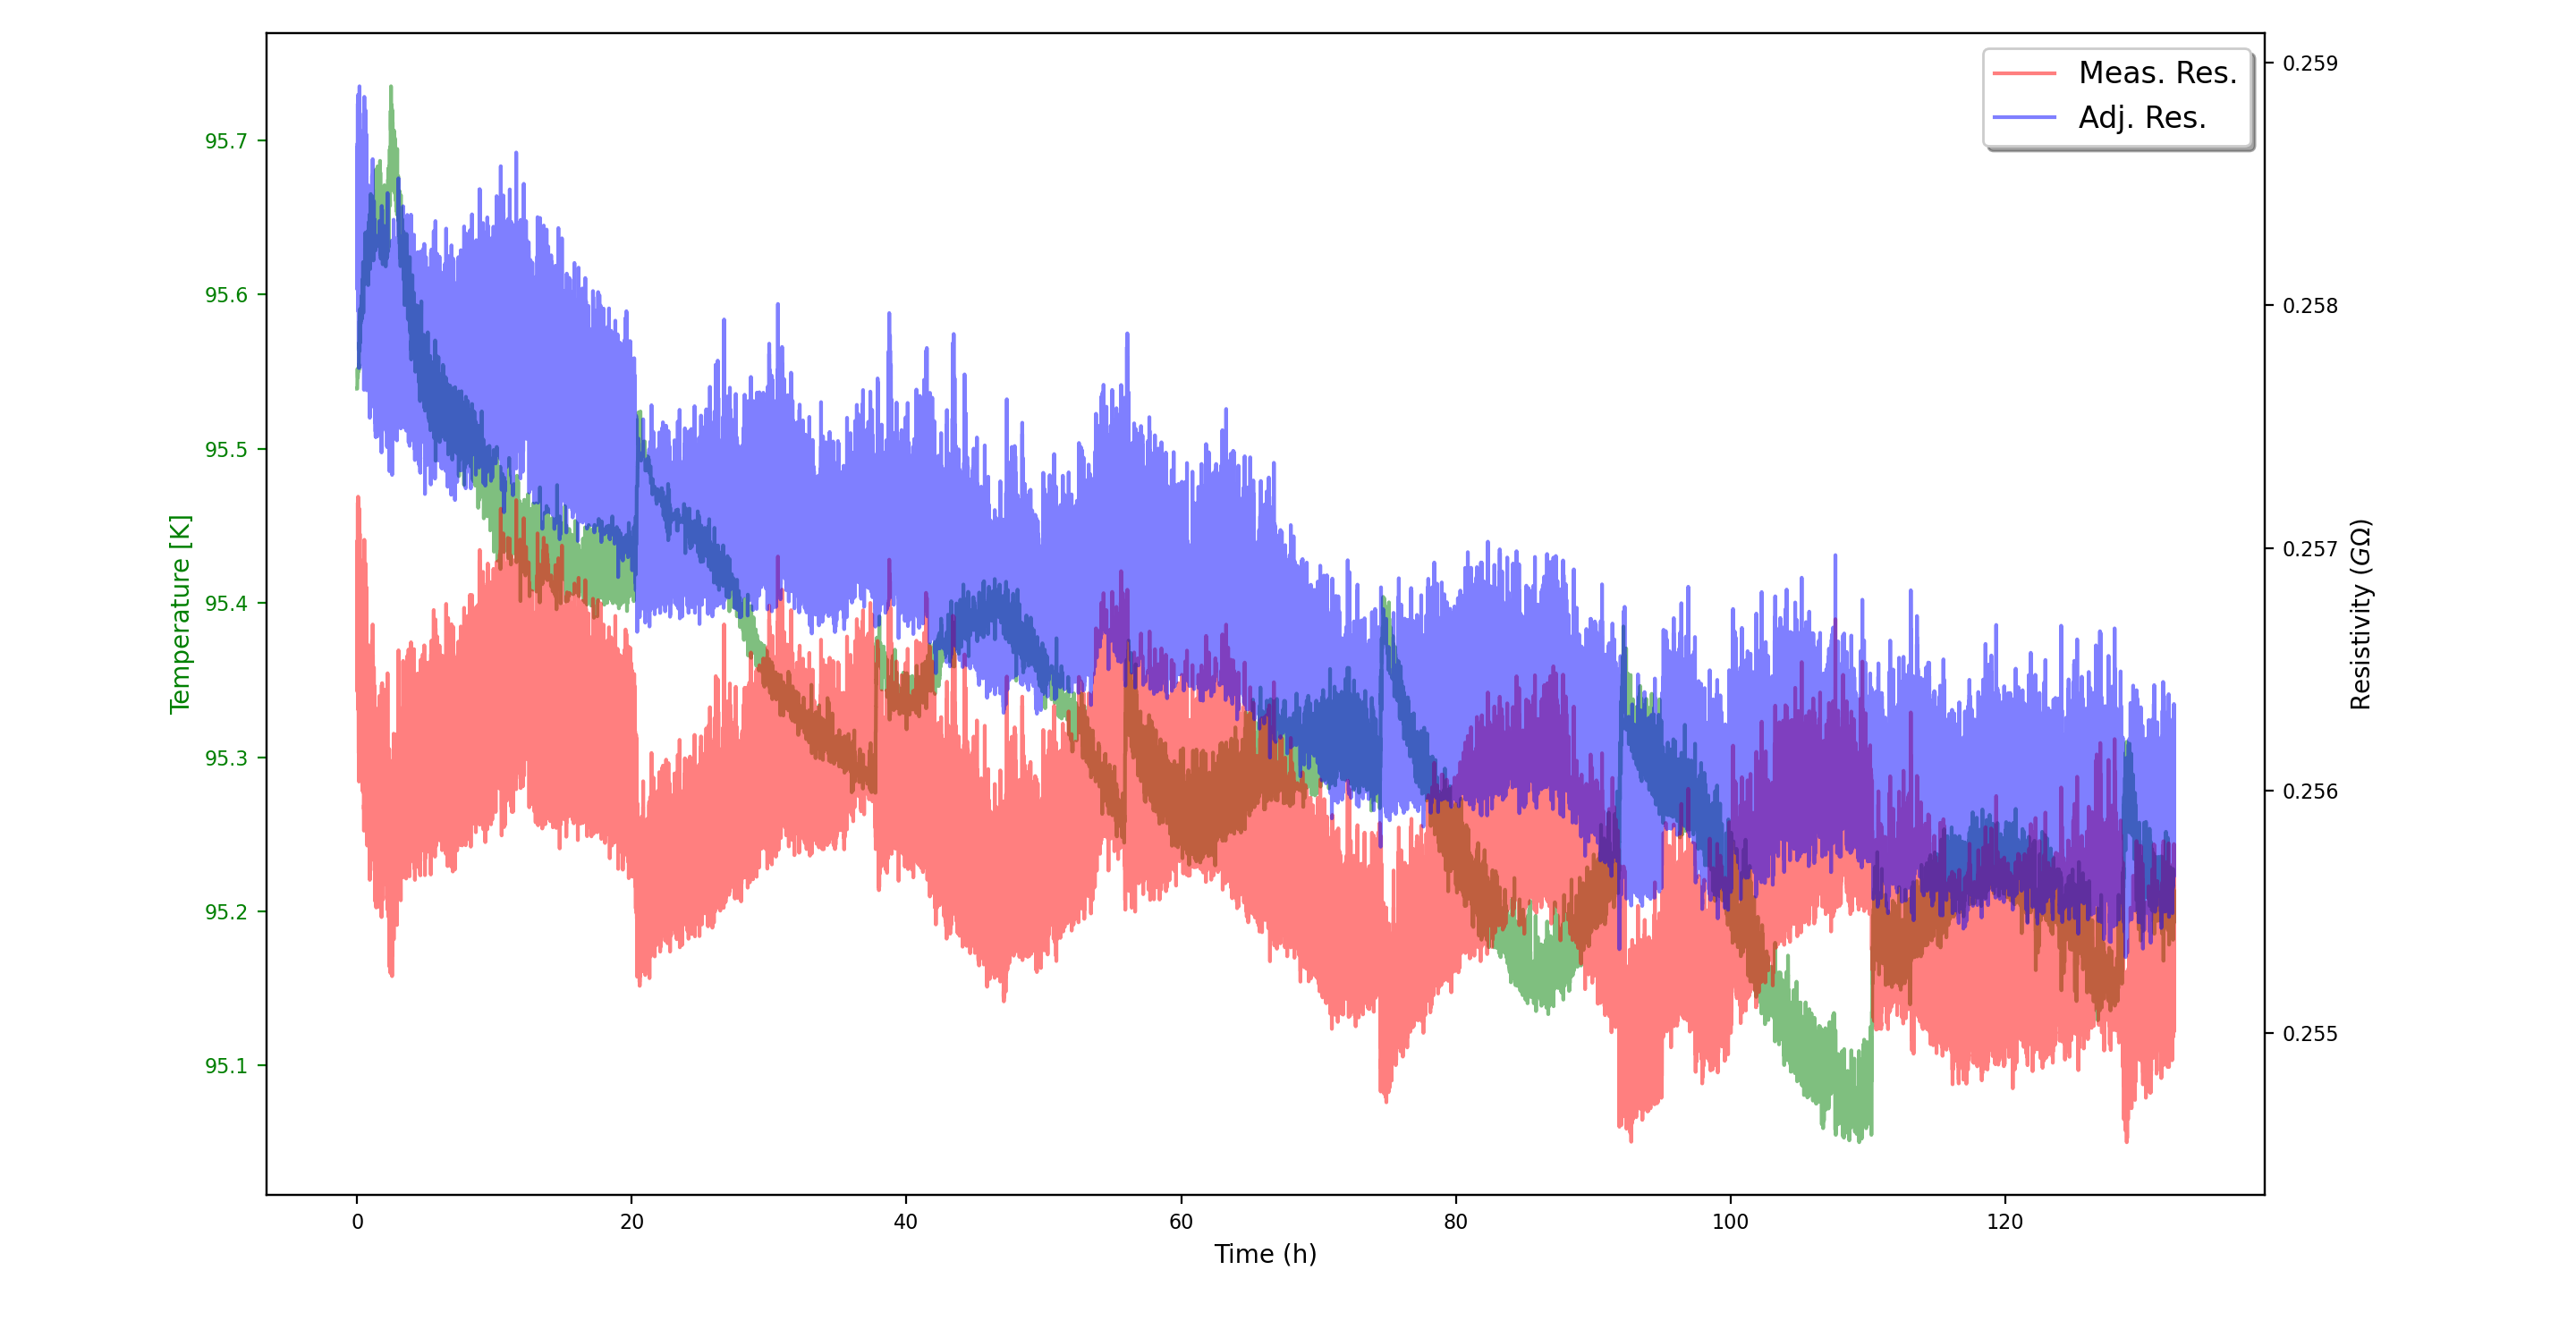 Meas. Res.
Adj. Res.
Temperature [K]
95.7
95.6
95.5
95.4
95.3
95.2
95.1
0.259
0.258
0.257
0.256
0.255
Resistivity (GΩ)
0 20 40 60 80 100 120
Time (h)